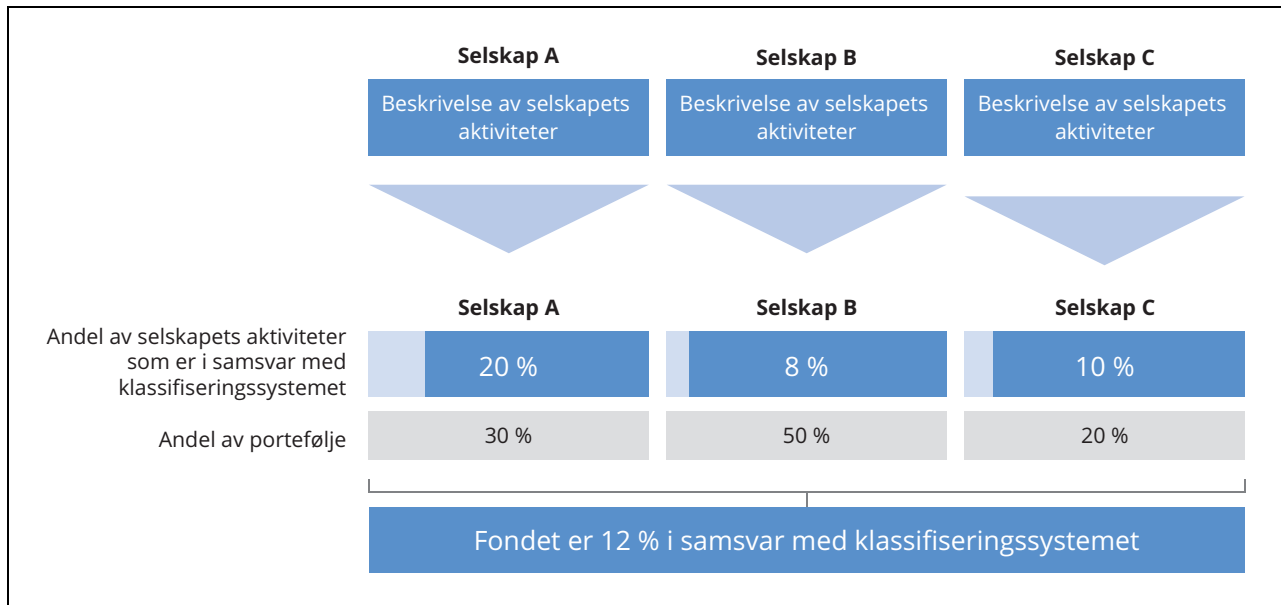 Selskap A
Selskap B
Selskap C
Beskrivelse av selskapets
aktiviteter
Beskrivelse av selskapets
aktiviteter
Beskrivelse av selskapets
aktiviteter
Selskap A
Selskap B
Selskap C
Andel av selskapets aktiviteter
som er i samsvar med
klassifiseringssystemet
20 %
8 %
10 %
Andel av portefølje
30 %
50 %
20 %
Fondet er 12 % i samsvar med klassifiseringssystemet